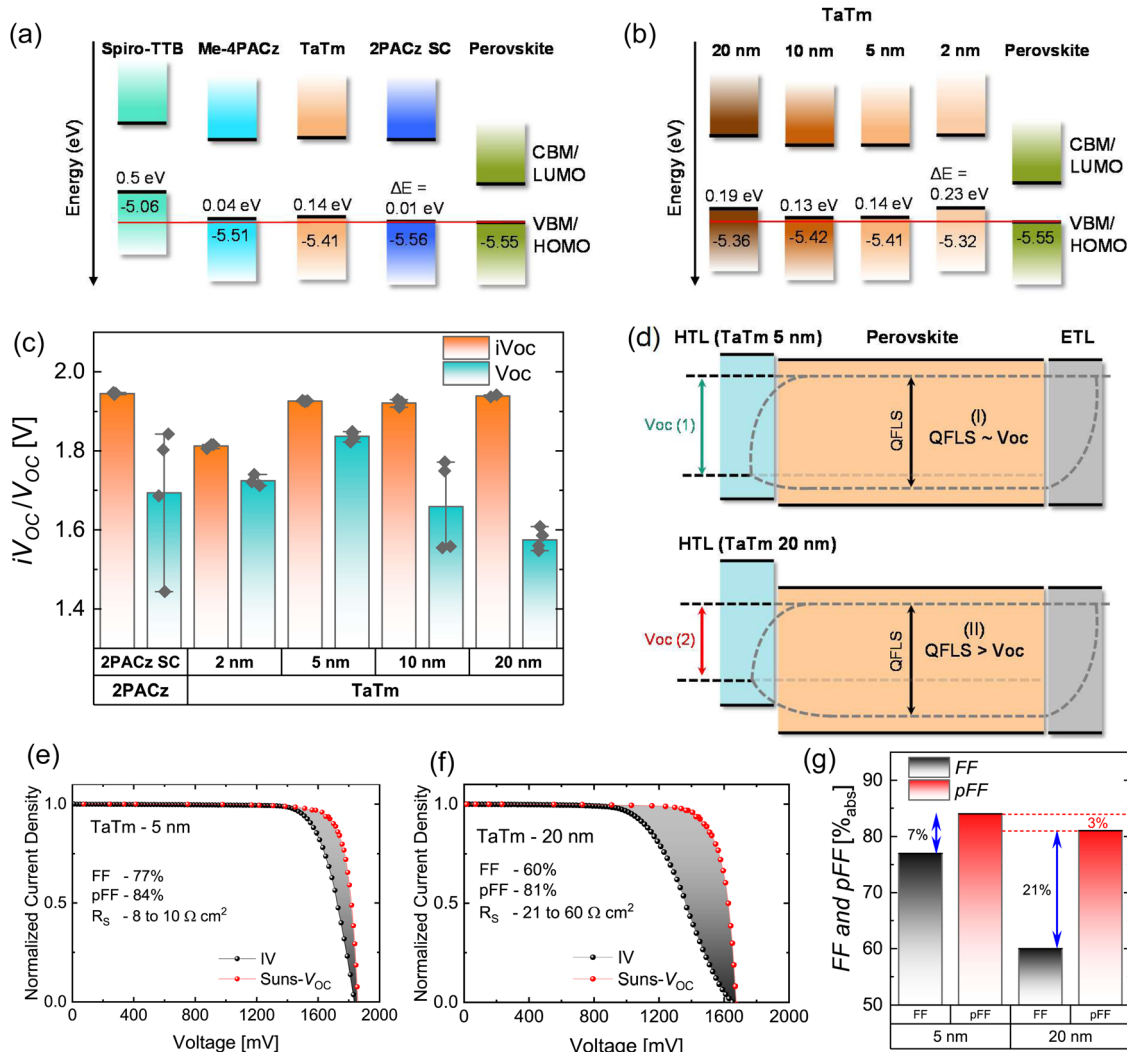 (a)
Spiro-TTB Me-4PACz TaTm 2PACz SC Perovskite
Energy (eV)
CBM/
LUMO
0.5 eV
-5.06
0.04 eV
-5.51
0.14 eV
-5.41
ΔE =
0.01 eV
-5.56
-5.55
VBM/
HOMO
(b)
TaTm
20 nm 10 nm 5 nm 2 nm Perovskite
Energy (eV)
CBM/
LUMO
0.19 eV
-5.36
0.13 eV
-5.42
0.14 eV
-5.41
ΔE =
0.23 eV
-5.32
-5.55
VBM/
HOMO
(c)
iVoc
Voc
iV_OC/V_OC [V]
2.0
1.8
1.6
1.4
2PACz SC 2 nm 5 nm 10 nm 20 nm
2PACz TaTm
(d)
HTL (TaTm 5 nm) Perovskite ETL
Voc (1)
QFLS
(I)
QFLS ~ Voc
HTL (TaTm 20 nm)
Voc (2)
QFLS
(II)
QFLS > Voc
(e)
Normalized Current Density
1.0
0.5
0.0
TaTm - 5 nm
FF - 77%
pFF - 84%
R_S - 8 to 10 Ω cm²
IV
Suns-V_OC
0 400 800 1200 1600 2000
Voltage [mV]
(f)
Normalized Current Density
1.0
0.5
0.0
TaTm - 20 nm
FF - 60%
pFF - 81%
R_S - 21 to 60 Ω cm²
IV
Suns-V_OC
0 400 800 1200 1600 2000
Voltage [mV]
(g)
FF
pFF
FF and pFF [%abs]
90
80
70
60
50
7%
21%
3%
FF pFF FF pFF
5 nm 20 nm